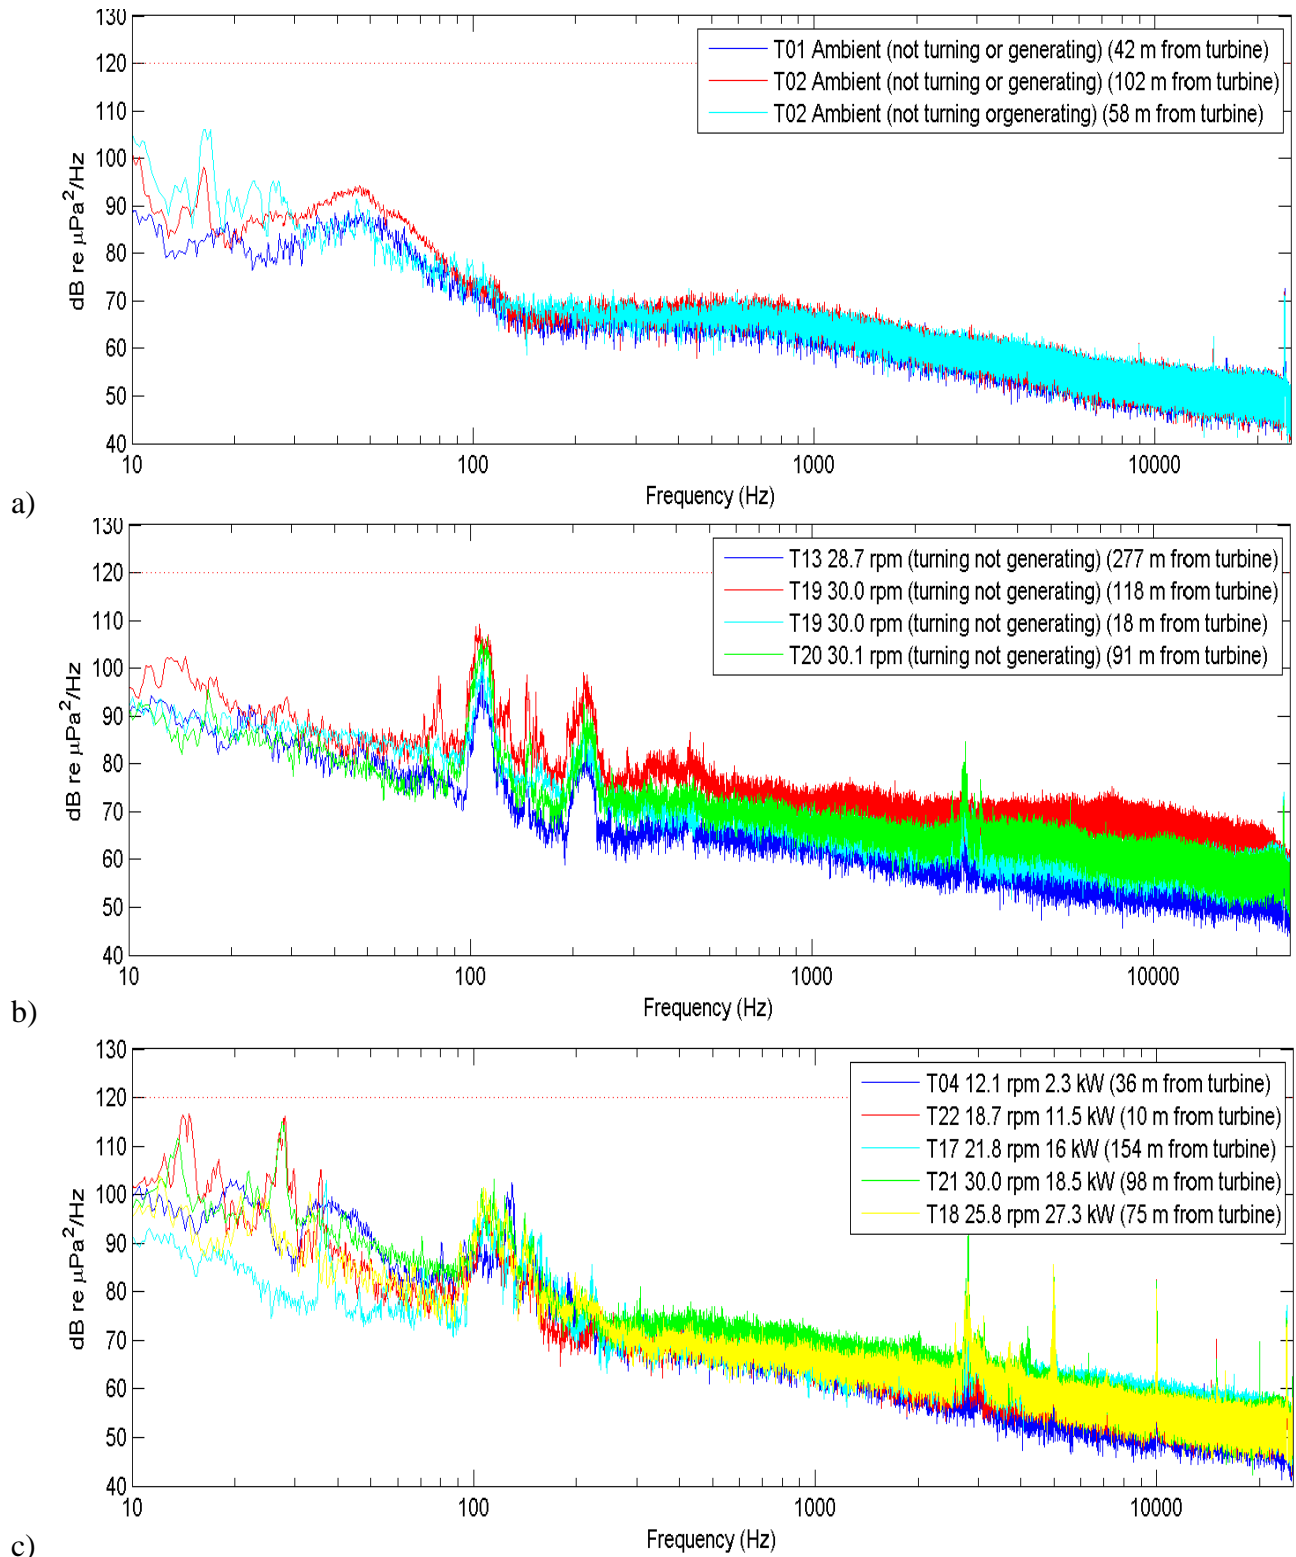 130
120
110
100
90
80
70
60
50
40
dB re µPa²/Hz
T01 Ambient (not turning or generating) (42 m from turbine)
T02 Ambient (not turning or generating) (102 m from turbine)
T02 Ambient (not turning orgenerating) (58 m from turbine)
10 100 1000 10000
Frequency (Hz)
a)
130
120
110
100
90
80
70
60
50
40
dB re µPa²/Hz
T13 28.7 rpm (turning not generating) (277 m from turbine)
T19 30.0 rpm (turning not generating) (118 m from turbine)
T19 30.0 rpm (turning not generating) (18 m from turbine)
T20 30.1 rpm (turning not generating) (91 m from turbine)
10 100 1000 10000
Frequency (Hz)
b)
130
120
110
100
90
80
70
60
50
40
dB re µPa²/Hz
T04 12.1 rpm 2.3 kW (36 m from turbine)
T22 18.7 rpm 11.5 kW (10 m from turbine)
T17 21.8 rpm 16 kW (154 m from turbine)
T21 30.0 rpm 18.5 kW (98 m from turbine)
T18 25.8 rpm 27.3 kW (75 m from turbine)
10 100 1000 10000
Frequency (Hz)
c)